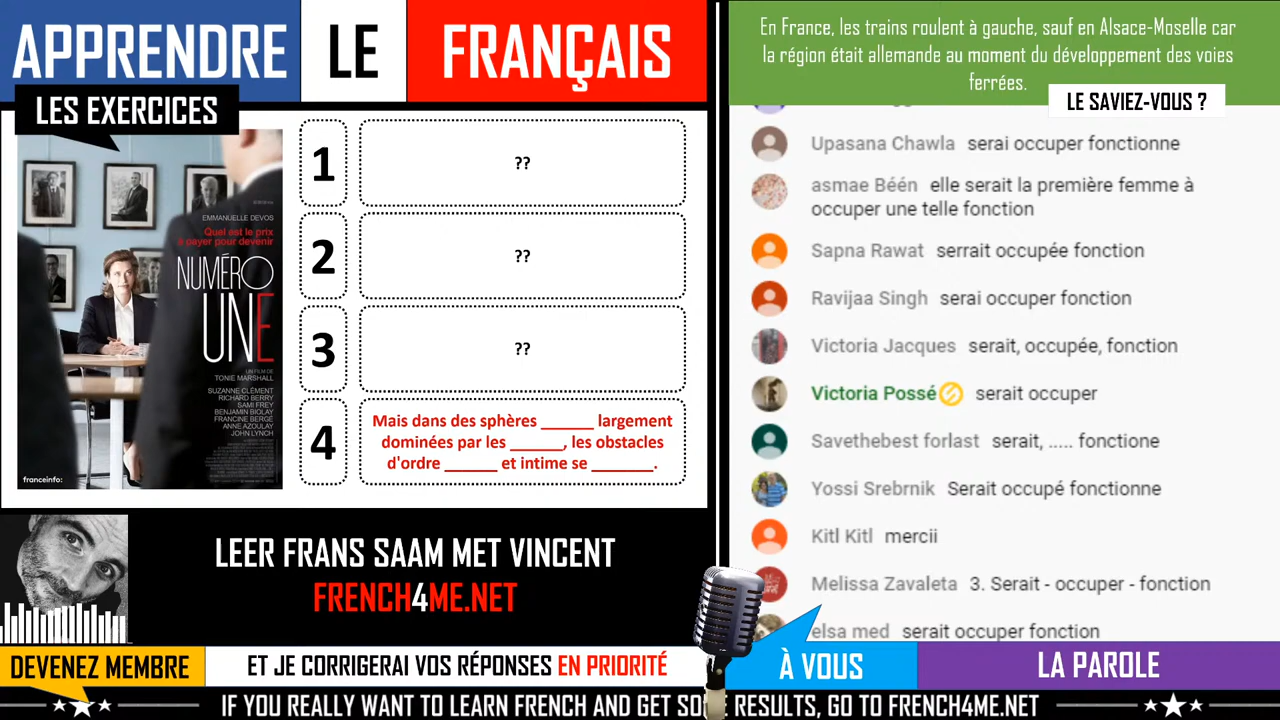 APPRENDRE LE FRANÇAIS
LES EXERCICES
EMMANUELLE DEVOS
Quel est le prix
à payer pour devenir
NUMÉRO
UNE
UN FILM DE
TONIE MARSHALL
SUZANNE CLÉMENT
RICHARD BERRY
SAMI FREY
BENJAMIN BIOLAY
FRANCINE BERGÉ
ANNE AZOULAY
JOHN LYNCH
franceinfo:
1 ??
2 ??
3 ??
4
Mais dans des sphères ______ largement
dominées par les ______, les obstacles
d'ordre ______ et intime se _______.
LEER FRANS SAAM MET VINCENT
FRENCH4ME.NET
DEVENEZ MEMBRE
ET JE CORRIGERAI VOS RÉPONSES EN PRIORITÉ
En France, les trains roulent à gauche, sauf en Alsace-Moselle car
la région était allemande au moment du développement des voies
ferrées.
LE SAVIEZ-VOUS ?
Upasana Chawla serai occuper fonctionne
asmae Béén elle serait la première femme à
occuper une telle fonction
Sapna Rawat serrait occupée fonction
Ravijaa Singh serai occuper fonction
Victoria Jacques serait, occupée, fonction
Victoria Posse serait occuper
Savethebest forlast serait, ..... fonctione
Yossi Srebrnik Serait occupé fonctionne
Kitl Kitl mercii
Melissa Zavaleta 3. Serait - occuper - fonction
elsa med serait occuper fonction
À VOUS
LA PAROLE
IF YOU REALLY WANT TO LEARN FRENCH AND GET RESULTS, GO TO FRENCH4ME.NET